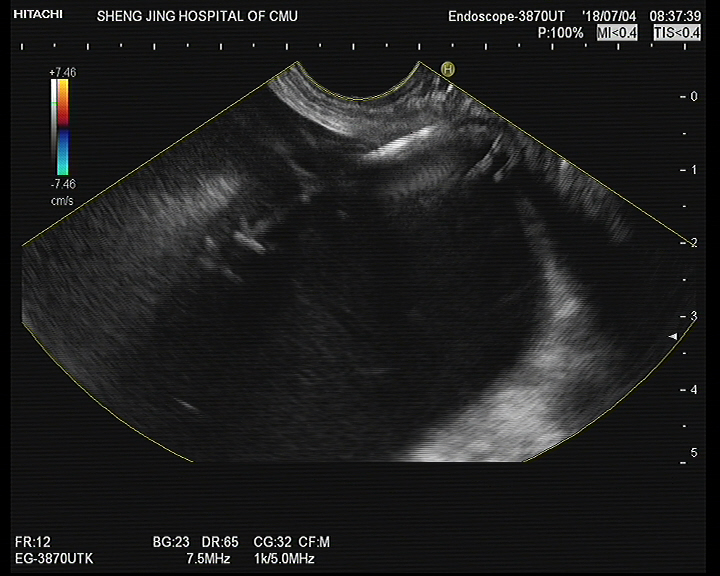 HITACHI SHENG JING HOSPITAL OF CMU Endoscope-3870UT '18/07/04 08:37:39
P:100% MI<0.4 TIS<0.4
H
+7.46
-7.46
cm/s
0
1
2
3
4
5
FR:12 BG:23 DR:65 CG:32 CF:M
EG-3870UTK 7.5MHz 1k/5.0MHz